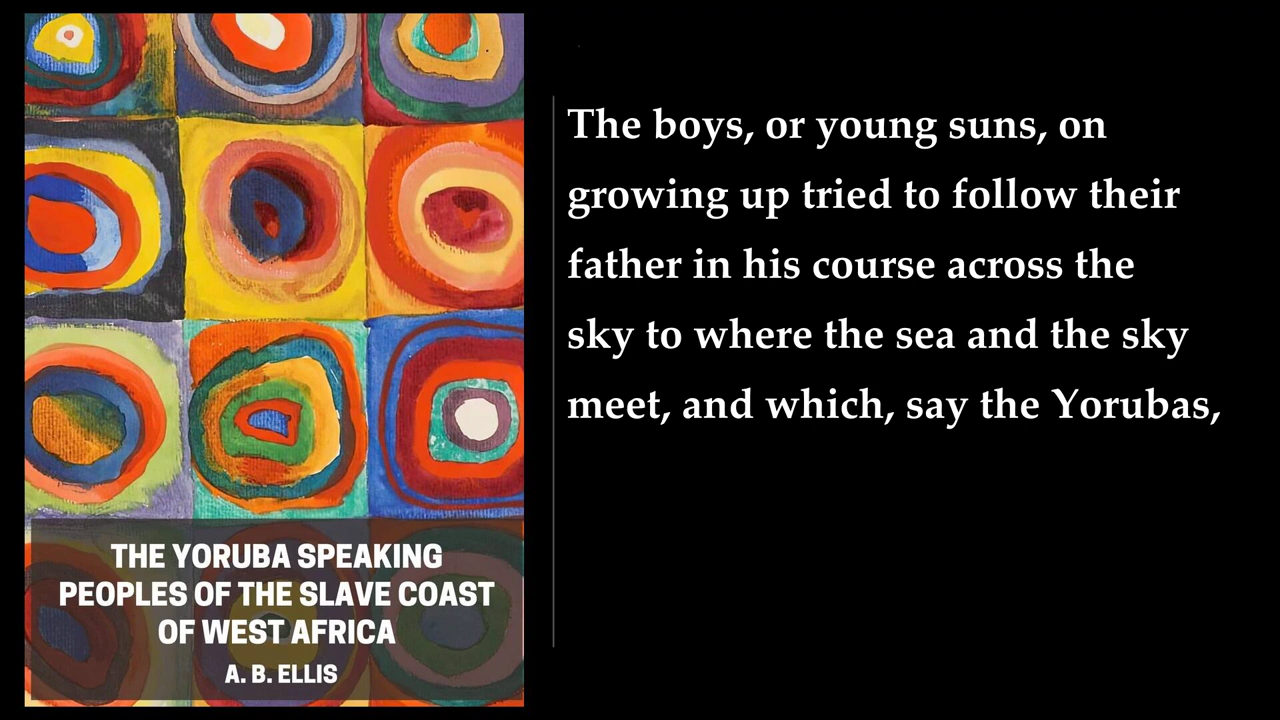 The boys, or young suns, on
growing up tried to follow their
father in his course across the
sky to where the sea and the sky
meet, and which, say the Yorubas,
THE YORUBA SPEAKING
PEOPLES OF THE SLAVE COAST
OF WEST AFRICA
A. B. ELLIS